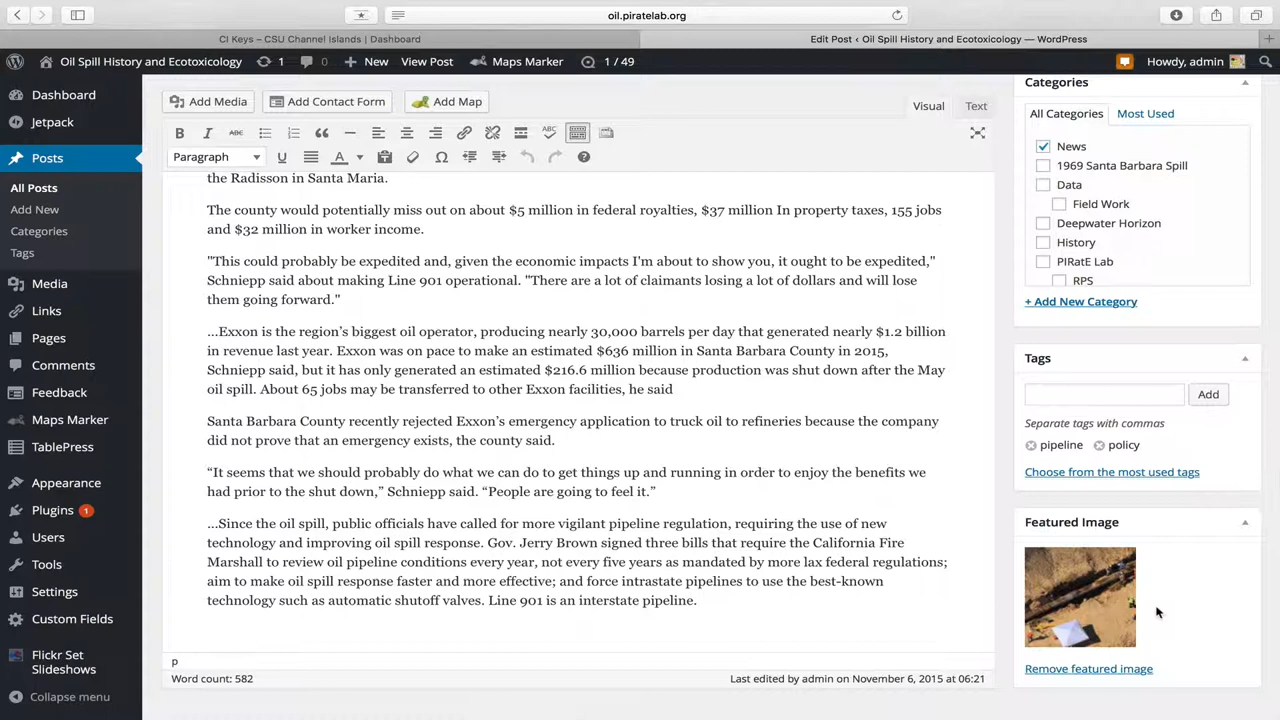 oil.piratelab.org
CI Keys – CSU Channel Islands | Dashboard
Edit Post ‹ Oil Spill History and Ecotoxicology — WordPress
Oil Spill History and Ecotoxicology 1 0 New View Post Maps Marker 1 / 49 Howdy, admin
Dashboard
Jetpack
Posts
All Posts
Add New
Categories
Tags
Media
Links
Pages
Comments
Feedback
Maps Marker
TablePress
Appearance
Plugins 1
Users
Tools
Settings
Custom Fields
Flickr Set
Slideshows
Collapse menu
Add Media Add Contact Form Add Map Visual Text
B I ABC
Paragraph U A
the Radisson in Santa Maria.
The county would potentially miss out on about $5 million in federal royalties, $37 million In property taxes, 155 jobs
and $32 million in worker income.
"This could probably be expedited and, given the economic impacts I'm about to show you, it ought to be expedited,"
Schniepp said about making Line 901 operational. "There are a lot of claimants losing a lot of dollars and will lose
them going forward."
...Exxon is the region’s biggest oil operator, producing nearly 30,000 barrels per day that generated nearly $1.2 billion
in revenue last year. Exxon was on pace to make an estimated $636 million in Santa Barbara County in 2015,
Schniepp said, but it has only generated an estimated $216.6 million because production was shut down after the May
oil spill. About 65 jobs may be transferred to other Exxon facilities, he said
Santa Barbara County recently rejected Exxon’s emergency application to truck oil to refineries because the company
did not prove that an emergency exists, the county said.
“It seems that we should probably do what we can do to get things up and running in order to enjoy the benefits we
had prior to the shut down,” Schniepp said. “People are going to feel it.”
...Since the oil spill, public officials have called for more vigilant pipeline regulation, requiring the use of new
technology and improving oil spill response. Gov. Jerry Brown signed three bills that require the California Fire
Marshall to review oil pipeline conditions every year, not every five years as mandated by more lax federal regulations;
aim to make oil spill response faster and more effective; and force intrastate pipelines to use the best-known
technology such as automatic shutoff valves. Line 901 is an interstate pipeline.
p
Word count: 582 Last edited by admin on November 6, 2015 at 06:21
Categories
All Categories Most Used
News
1969 Santa Barbara Spill
Data
Field Work
Deepwater Horizon
History
PIRatE Lab
RPS
+ Add New Category
Tags
Add
Separate tags with commas
pipeline policy
Choose from the most used tags
Featured Image
Remove featured image